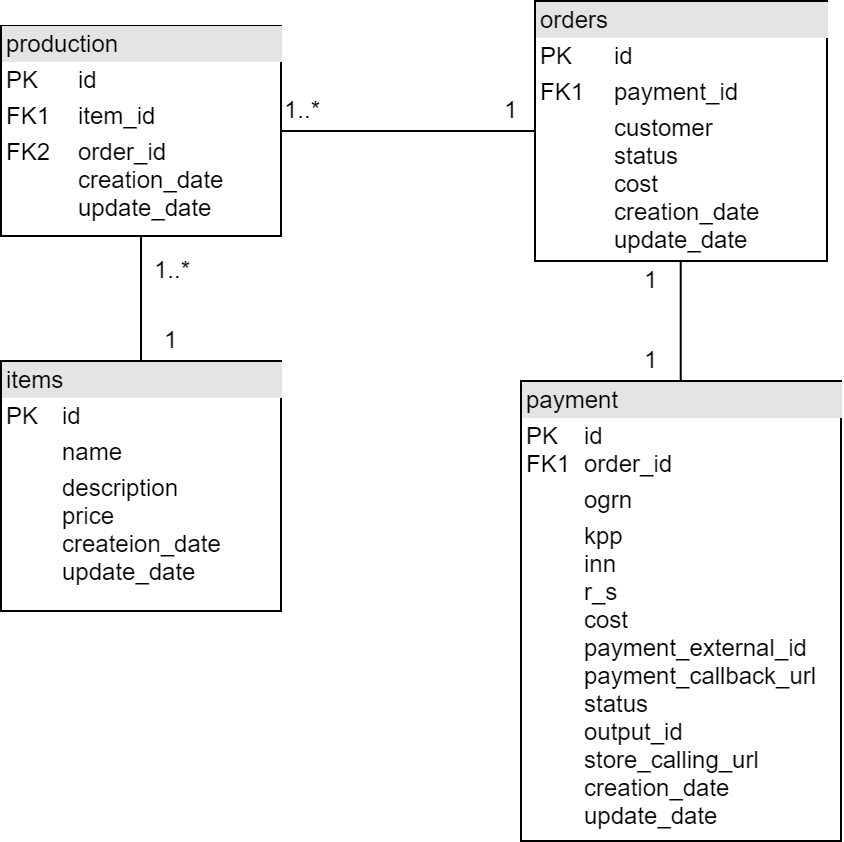 production
PK id
FK1 item_id
FK2 order_id
creation_date
update_date
1..*
1
orders
PK id
FK1 payment_id
customer
status
cost
creation_date
update_date
1..*
1
items
PK id
name
description
price
createion_date
update_date
1
1
payment
PK id
FK1 order_id
ogrn
kpp
inn
r_s
cost
payment_external_id
payment_callback_url
status
output_id
store_calling_url
creation_date
update_date